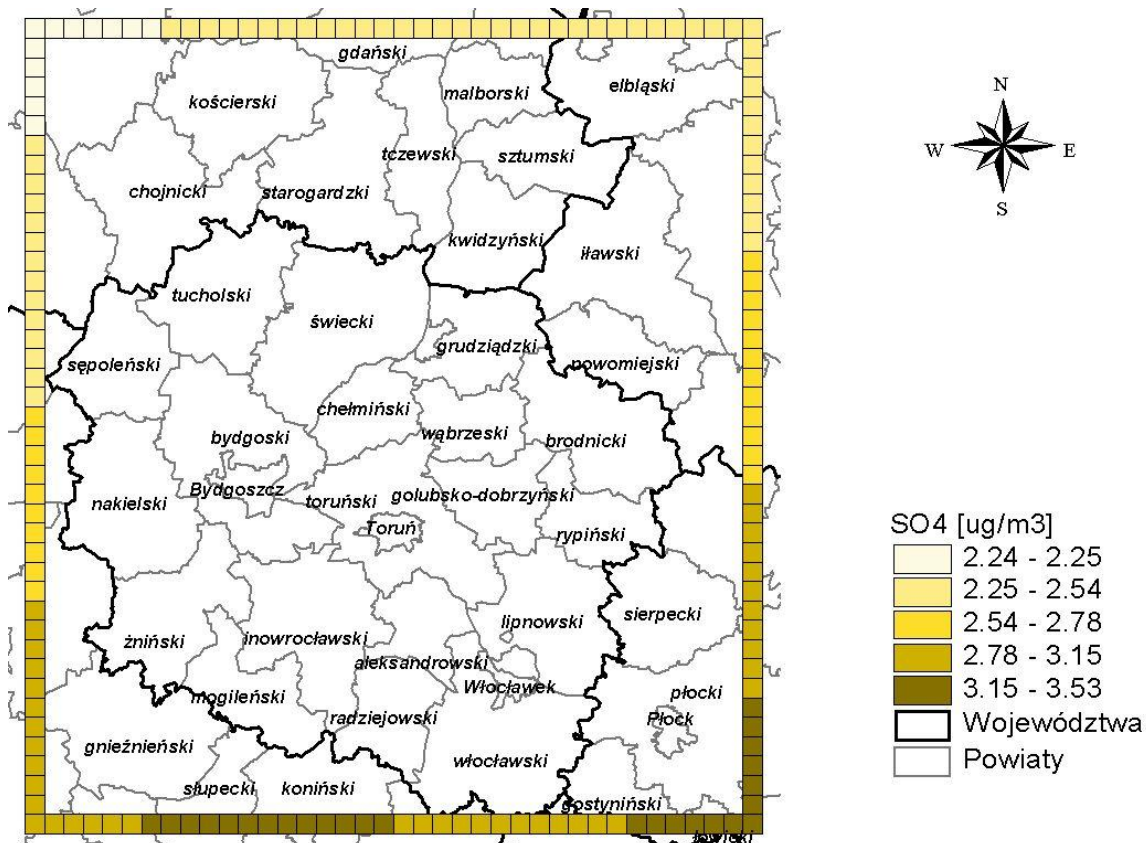 gdański
kościerski
malborski
elbląski
tczewski
sztumski
chojnicki
starogardzki
kwidzyński
iławski
tucholski
świecki
grudziądzki
sępoleński
nowomiejski
chełmiński
bydgoski
wąbrzeski
brodnicki
Bydgoszcz
nakielski
toruński
golubsko-dobrzyński
Toruń
rypiński
żniński
inowrocławski
lipnowski
sierpecki
aleksandrowski
Włocławek
mogileński
płocki
radziejowski
Płock
gnieźnieński
włocławski
słupecki
koniński
gostyniński
łowicki
N
W
E
S
SO4 [ug/m3]
2.24 - 2.25
2.25 - 2.54
2.54 - 2.78
2.78 - 3.15
3.15 - 3.53
Województwa
Powiaty